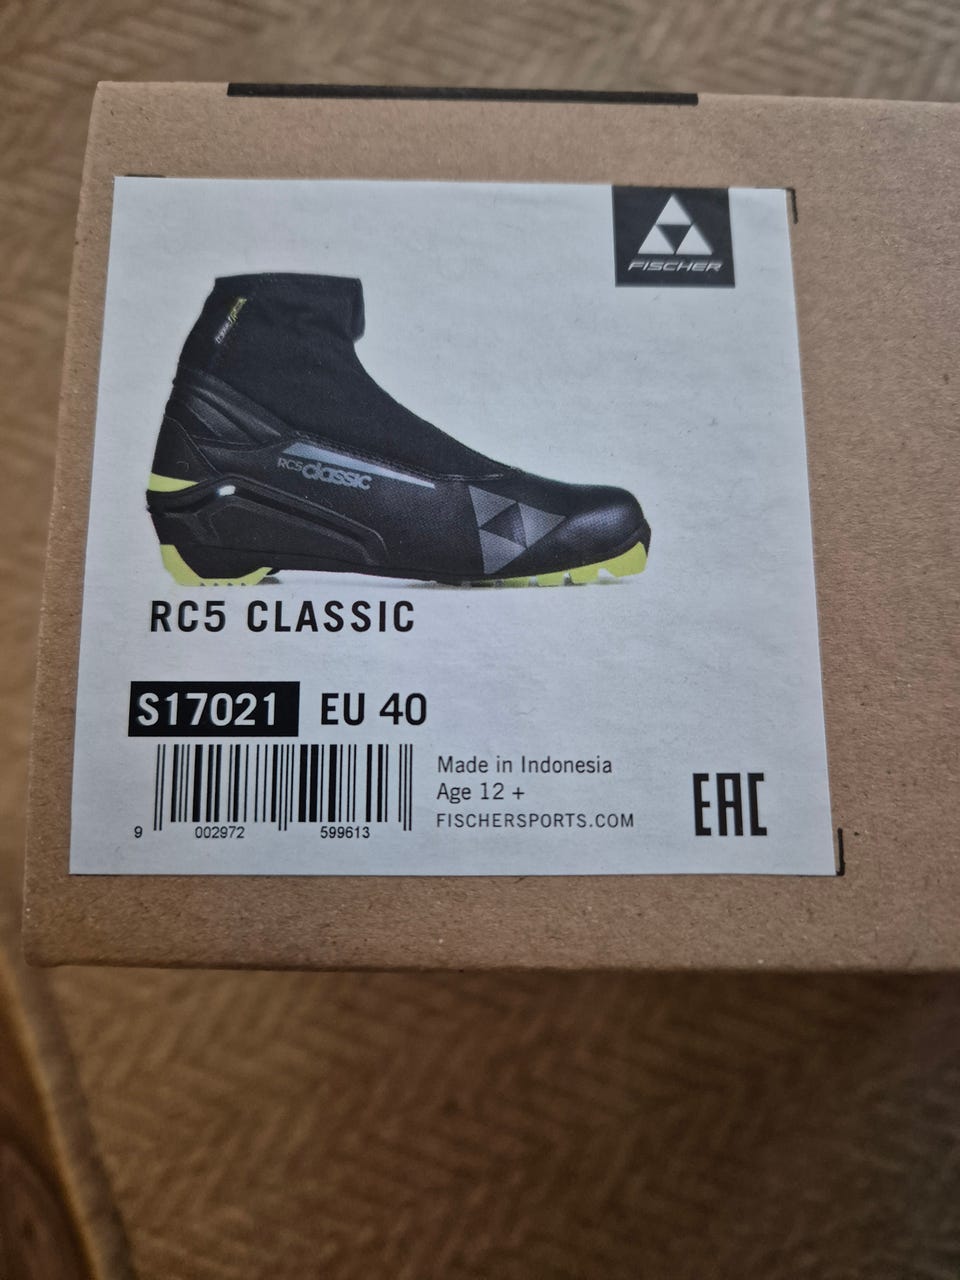 FISCHER
RC5 classic
RC5 CLASSIC
S17021 EU 40
Made in Indonesia
Age 12 +
FISCHERSPORTS.COM
EAC
9 002972 599613